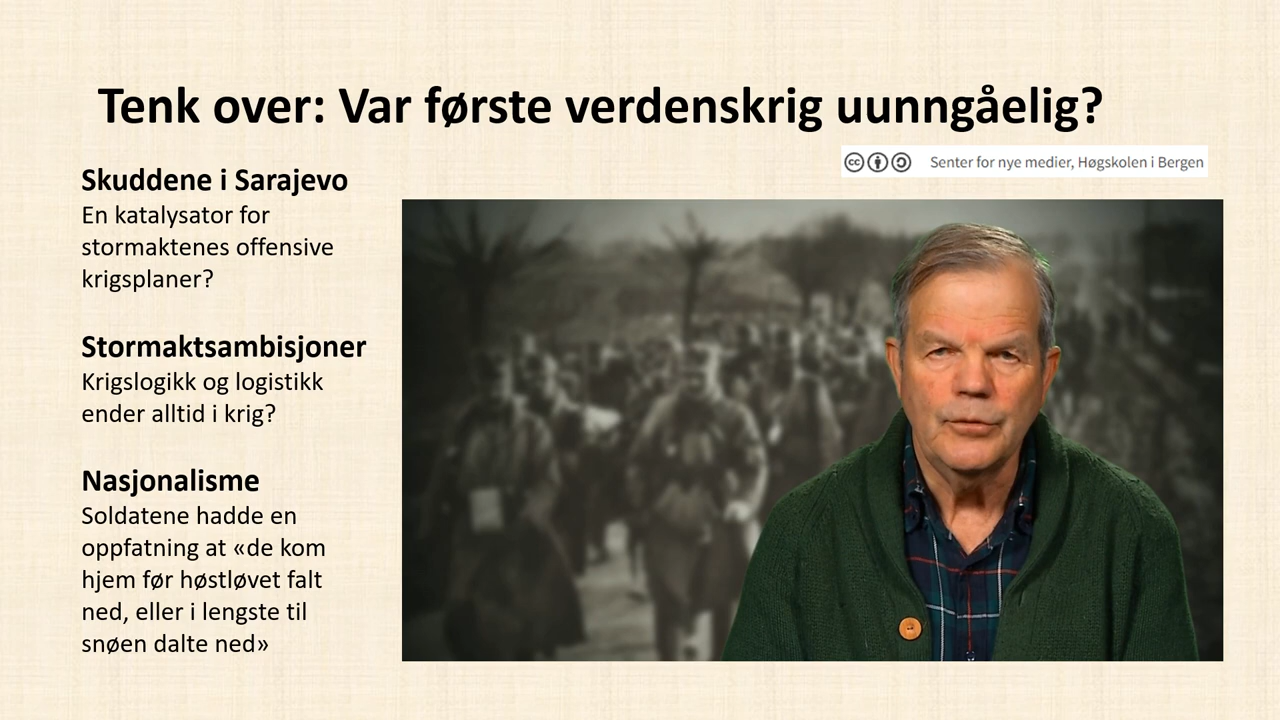 Tenk over: Var første verdenskrig uunngåelig?
Senter for nye medier, Høgskolen i Bergen
Skuddene i Sarajevo
En katalysator for
stormaktenes offensive
krigsplaner?
Stormaktsambisjoner
Krigslogikk og logistikk
ender alltid i krig?
Nasjonalisme
Soldatene hadde en
oppfatning at «de kom
hjem før høstløvet falt
ned, eller i lengste til
snøen dalte ned»